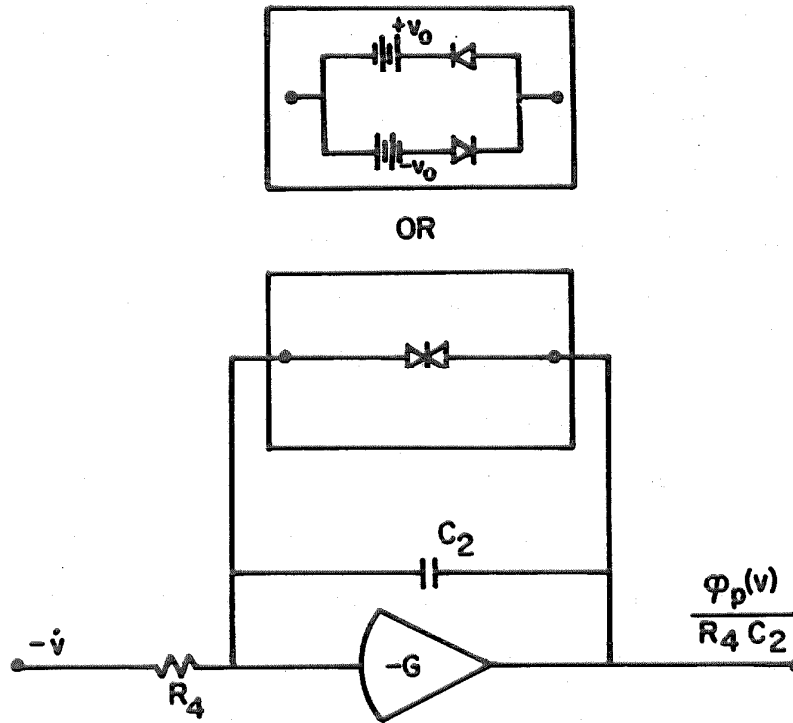 +v₀
-v₀
OR
C₂
-v̇
R₄
-G
φₚ(v)
R₄ C₂